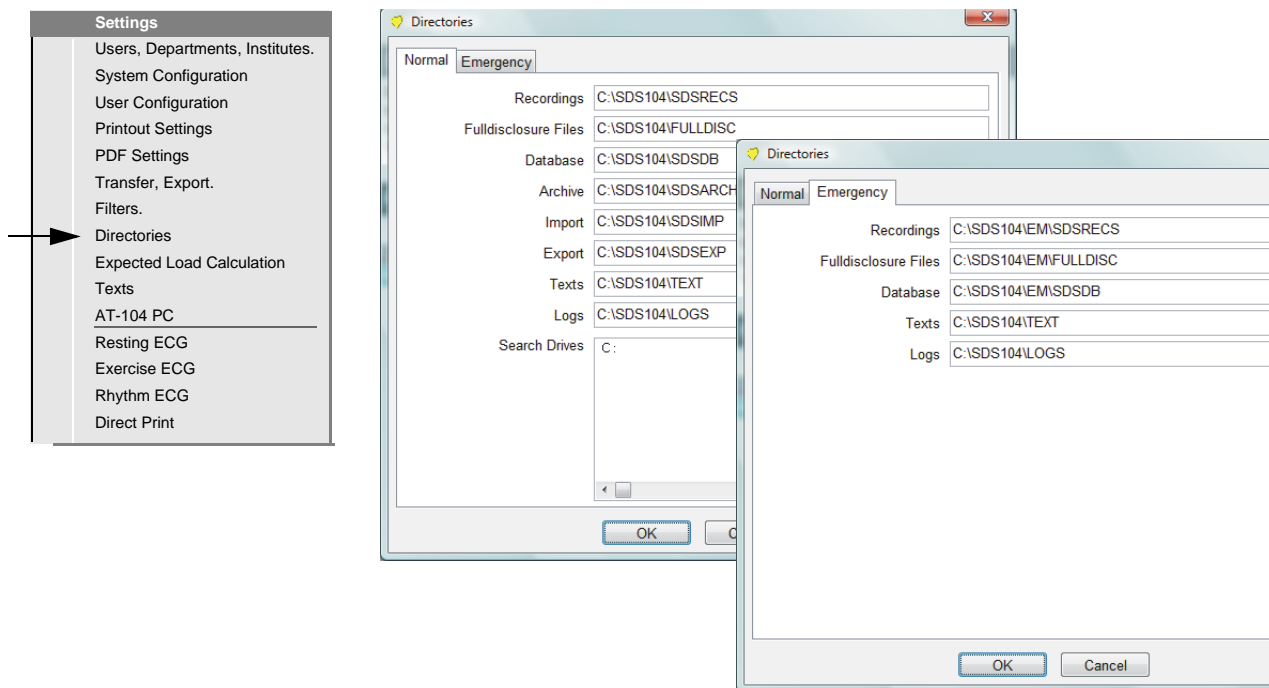 Settings
Users, Departments, Institutes.
System Configuration
User Configuration
Printout Settings
PDF Settings
Transfer, Export.
Filters.
Directories
Expected Load Calculation
Texts
AT-104 PC
Resting ECG
Exercise ECG
Rhythm ECG
Direct Print
Directories
Normal Emergency
Recordings C:\SDS104\SDSRECS
Fulldisclosure Files C:\SDS104\FULLDISC
Database C:\SDS104\SDSDB
Archive C:\SDS104\SDSARCH
Import C:\SDS104\SDSIMP
Export C:\SDS104\SDSEXP
Texts C:\SDS104\TEXT
Logs C:\SDS104\LOGS
Search Drives C:
OK
Directories
Normal Emergency
Recordings C:\SDS104\EM\SDSRECS
Fulldisclosure Files C:\SDS104\EM\FULLDISC
Database C:\SDS104\EM\SDSDB
Texts C:\SDS104\TEXT
Logs C:\SDS104\LOGS
OK Cancel